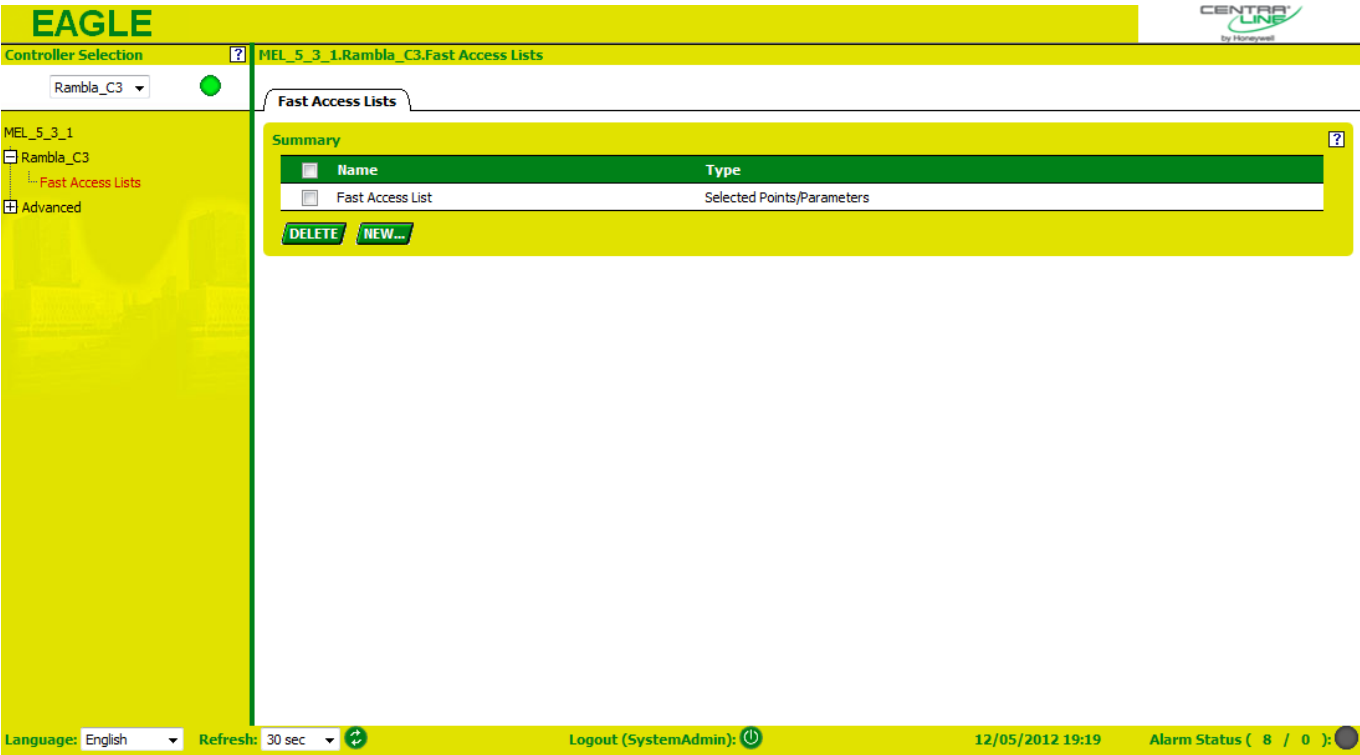 EAGLE
CENTRALINE
by Honeywell
Controller Selection ?
MEL_5_3_1.Rambla_C3.Fast Access Lists
Rambla_C3
Fast Access Lists
MEL_5_3_1
Rambla_C3
Fast Access Lists
Advanced
Summary ?
Name Type
Fast Access List Selected Points/Parameters
DELETE NEW...
Language: English Refresh: 30 sec Logout (SystemAdmin): 12/05/2012 19:19 Alarm Status ( 8 / 0 ):